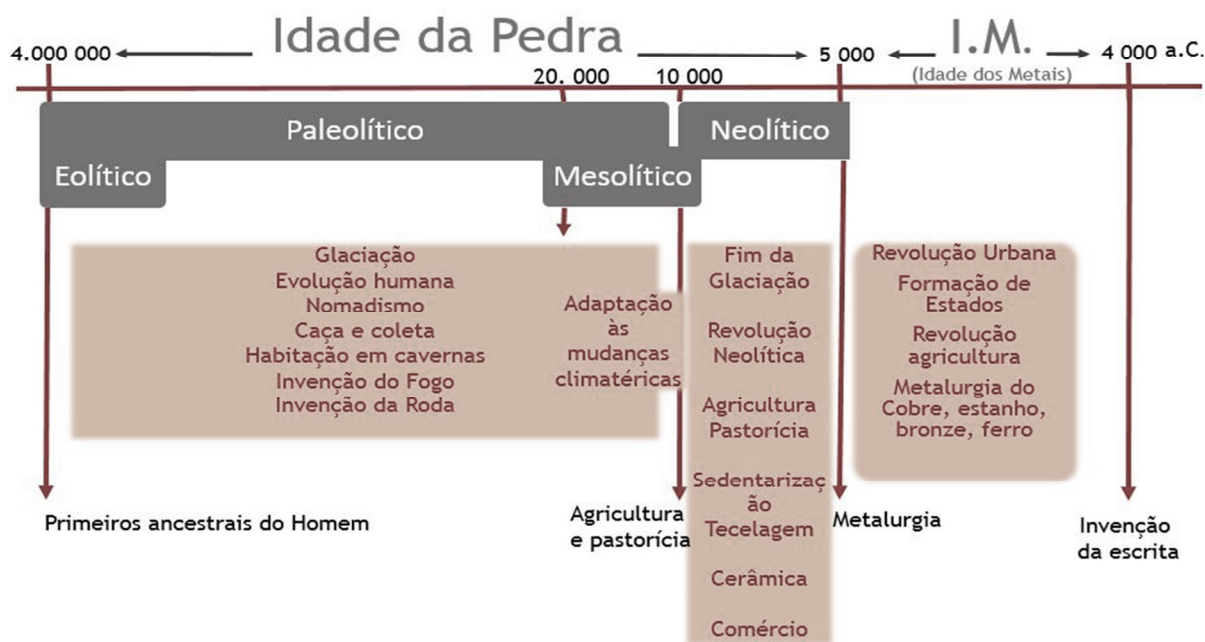 Idade da Pedra
I.M.
(Idade dos Metais)
4.000 000
20. 000
10 000
5 000
4 000 a.C.
Paleolítico
Neolítico
Eolítico
Mesolítico
Glaciação
Evolução humana
Nomadismo
Caça e coleta
Habitação em cavernas
Invenção do Fogo
Invenção da Roda
Adaptação
às
mudanças
climatéricas
Fim da
Glaciação
Revolução
Neolítica
Agricultura
Pastorícia
Sedentarizaç
ão
Tecelagem
Cerâmica
Comércio
Revolução Urbana
Formação de
Estados
Revolução
agricultura
Metalurgia do
Cobre, estanho,
bronze, ferro
Primeiros ancestrais do Homem
Agricultura
e pastorícia
Metalurgia
Invenção
da escrita